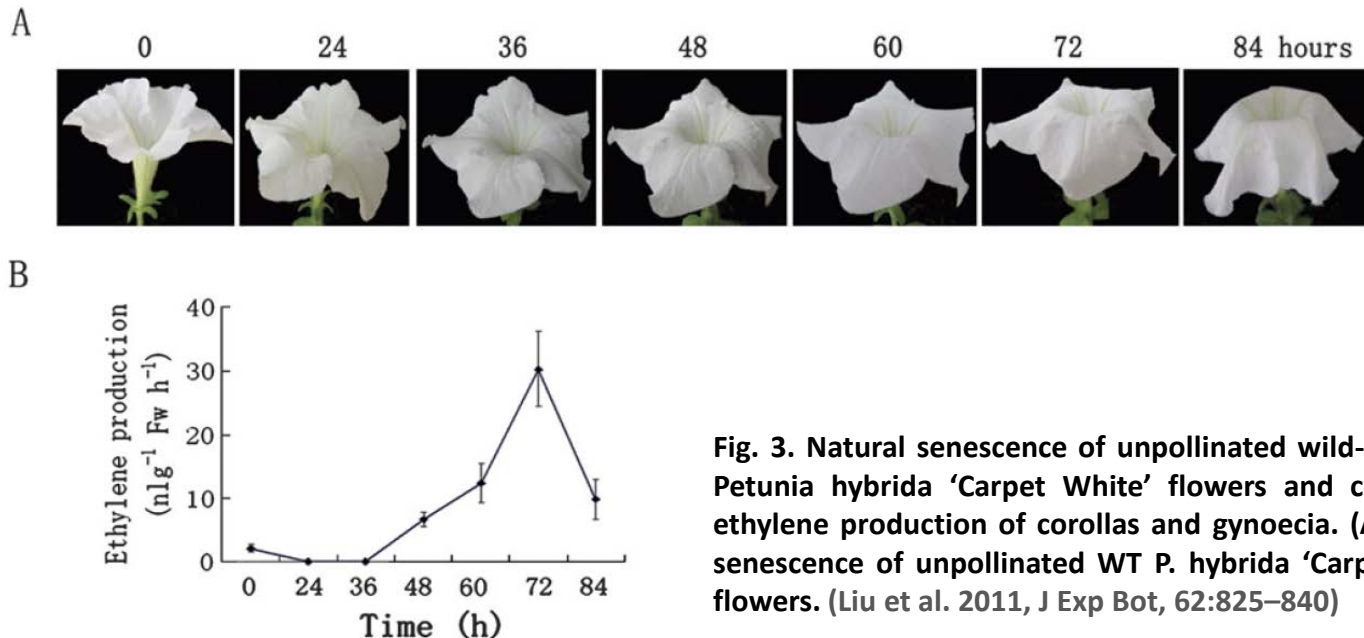 A
0 24 36 48 60 72 84 hours
B
Ethylene production
(nlg⁻¹ Fw h⁻¹)
40
30
20
10
0
0 24 36 48 60 72 84
Time (h)
Fig. 3. Natural senescence of unpollinated wild-
Petunia hybrida ‘Carpet White’ flowers and c
ethylene production of corollas and gynoecia. (A
senescence of unpollinated WT P. hybrida ‘Carp
flowers. (Liu et al. 2011, J Exp Bot, 62:825–840)